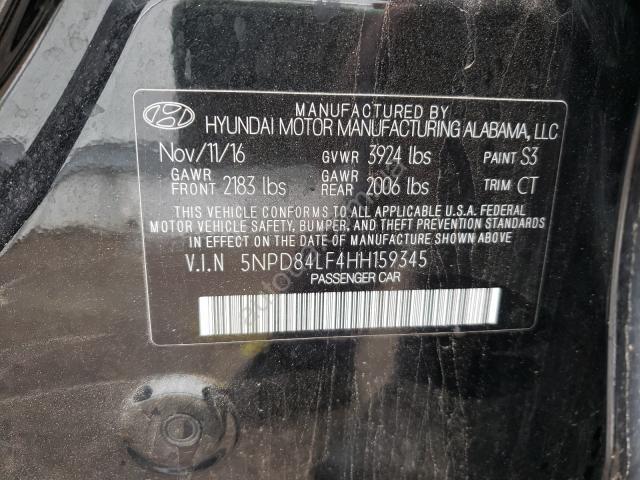 MANUFACTURED BY
HYUNDAI MOTOR MANUFACTURING ALABAMA, LLC
Nov/11/16 GVWR 3924 lbs PAINT S3
GAWR FRONT 2183 lbs GAWR REAR 2006 lbs TRIM CT
THIS VEHICLE CONFORMS TO ALL APPLICABLE U.S.A. FEDERAL
MOTOR VEHICLE SAFETY, BUMPER, AND THEFT PREVENTION STANDARDS
IN EFFECT ON THE DATE OF MANUFACTURE SHOWN ABOVE.
V.I.N 5NPD84LF4HH159345
PASSENGER CAR